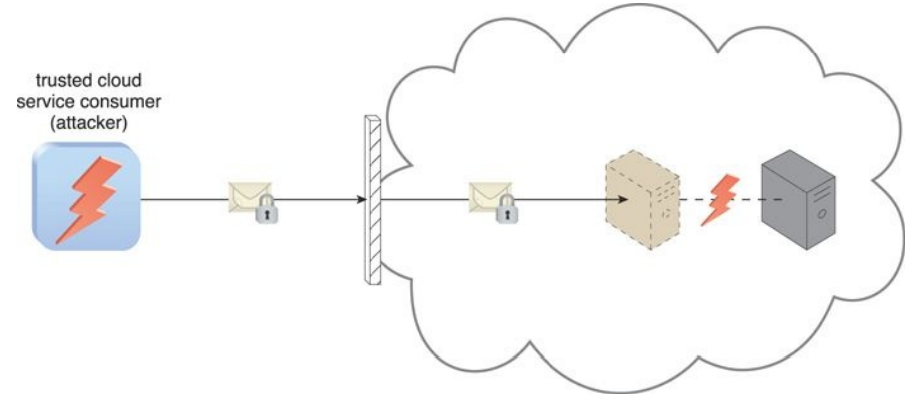 trusted cloud
service consumer
(attacker)